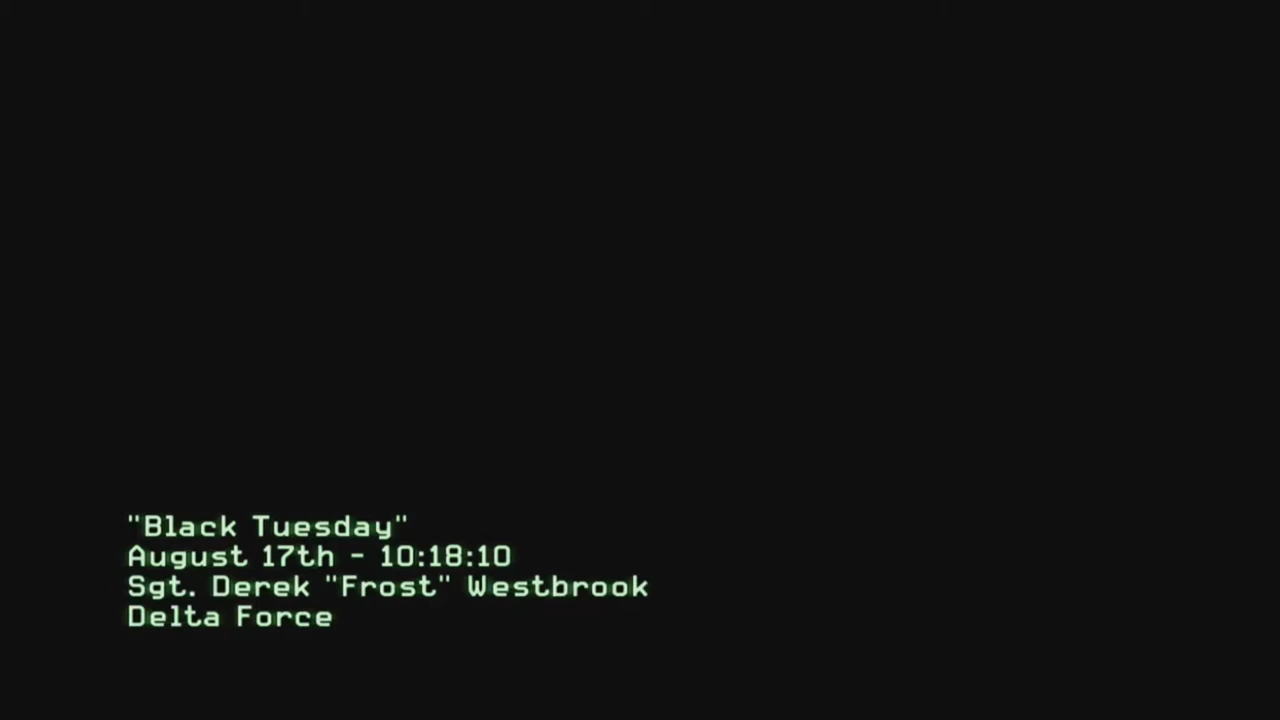 "Black Tuesday"
August 17th - 10:18:10
Sgt. Derek "Frost" Westbrook
Delta Force